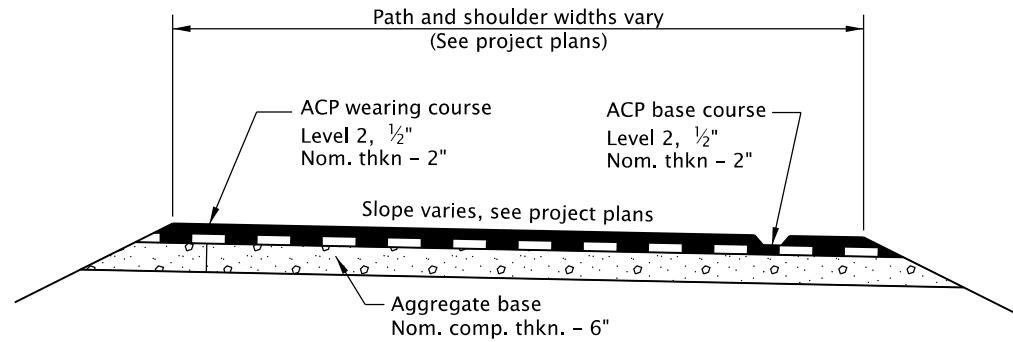 Path and shoulder widths vary
(See project plans)
ACP wearing course
Level 2, ½"
Nom. thkn – 2"
ACP base course
Level 2, ½"
Nom. thkn – 2"
Slope varies, see project plans
Aggregate base
Nom. comp. thkn. – 6"